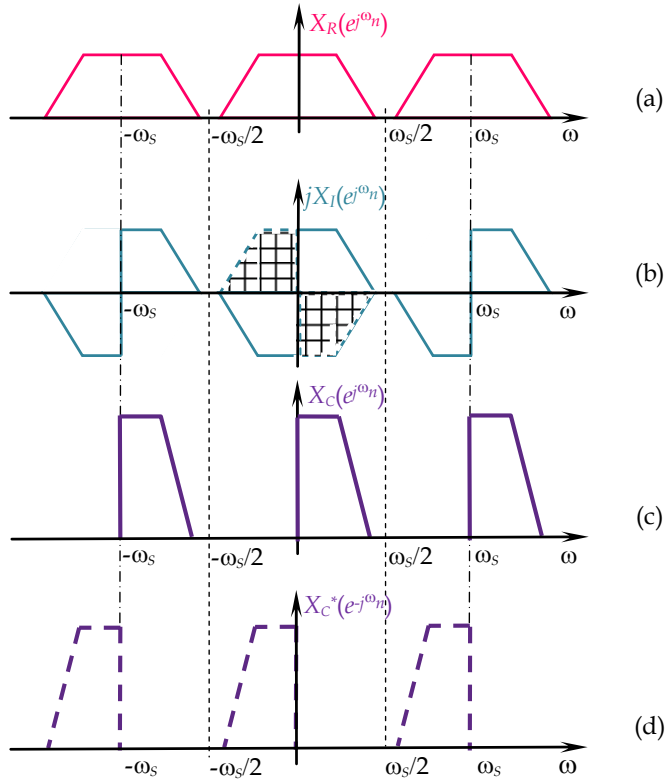 X_R(e^{jω_n})
(a)
-ω_S -ω_S/2 ω_S/2 ω_S ω
jX_I(e^{jω_n})
(b)
-ω_S ω_S ω
X_C(e^{jω_n})
(c)
-ω_S -ω_S/2 ω_S/2 ω_S ω
X_C^*(e^{-jω_n})
(d)
-ω_S -ω_S/2 ω_S/2 ω_S ω